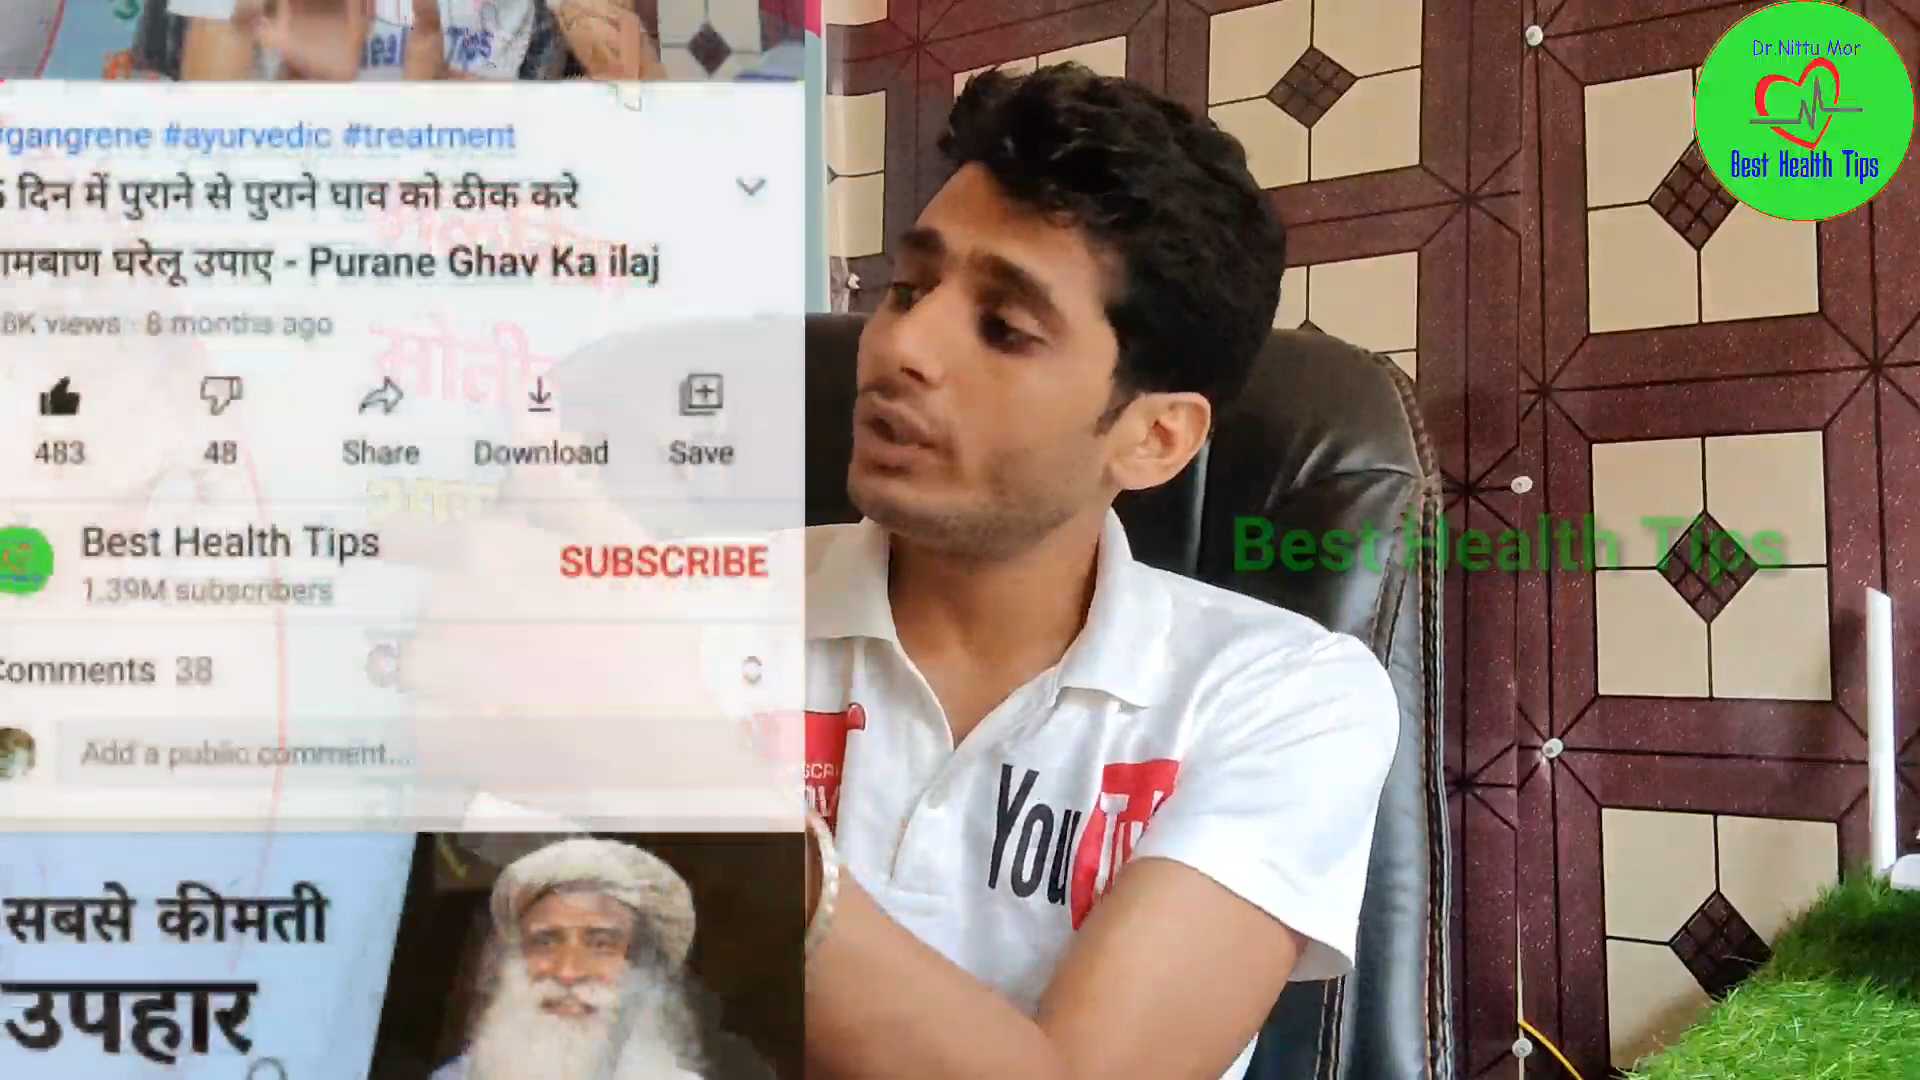 Dr.Nittu Mor
Best Health Tips
#gangrene #ayurvedic #treatment
दिन में पुराने से पुराने घाव को ठीक करे
घरेलू उपाए - Purane Ghav Ka ilaj
8K views · 8 months ago
483
48
Share
Download
Save
Best Health Tips
1.39M subscribers
SUBSCRIBE
Comments 38
Add a public comment...
सबसे कीमती
उपहार
Best Health Tips
You